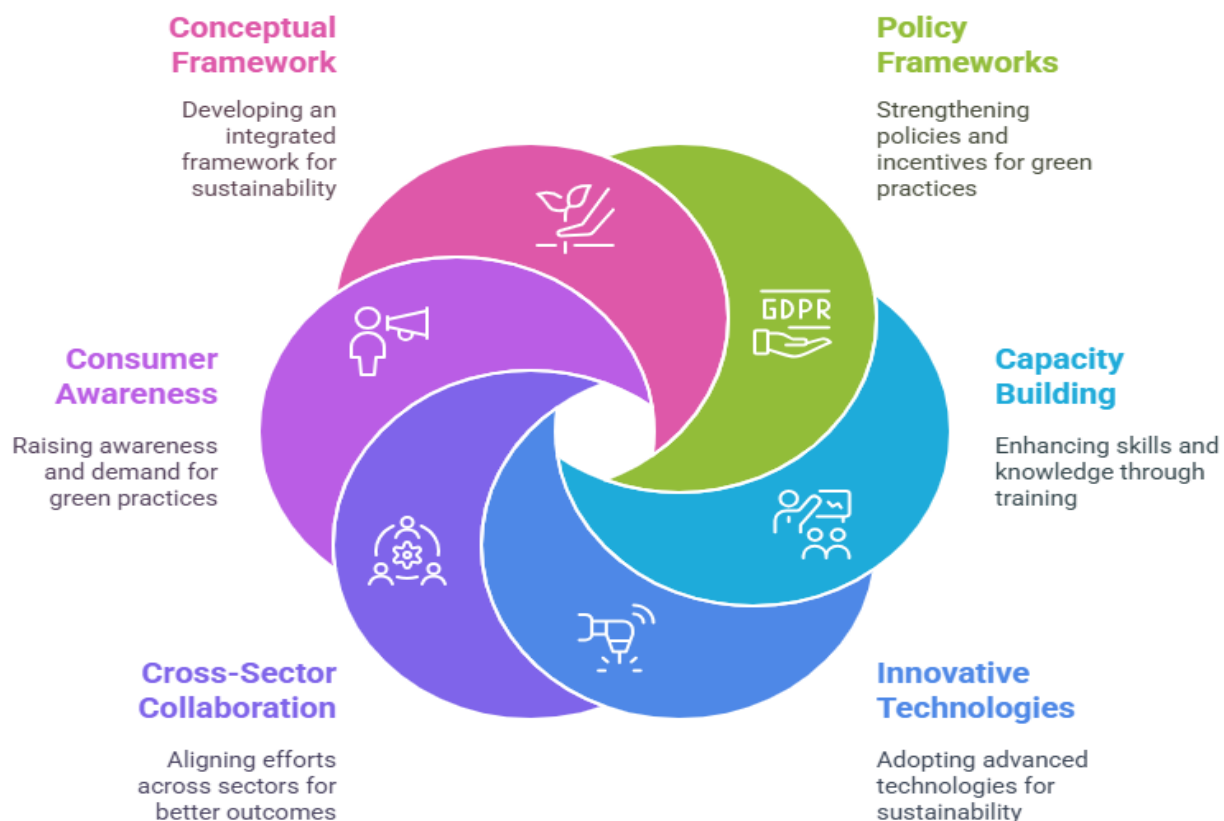 Conceptual
Framework
Developing an
integrated
framework for
sustainability
Policy
Frameworks
Strengthening
policies and
incentives for green
practices
GDPR
Consumer
Awareness
Raising awareness
and demand for
green practices
Capacity
Building
Enhancing skills and
knowledge through
training
Cross-Sector
Collaboration
Aligning efforts
across sectors for
better outcomes
Innovative
Technologies
Adopting advanced
technologies for
sustainability